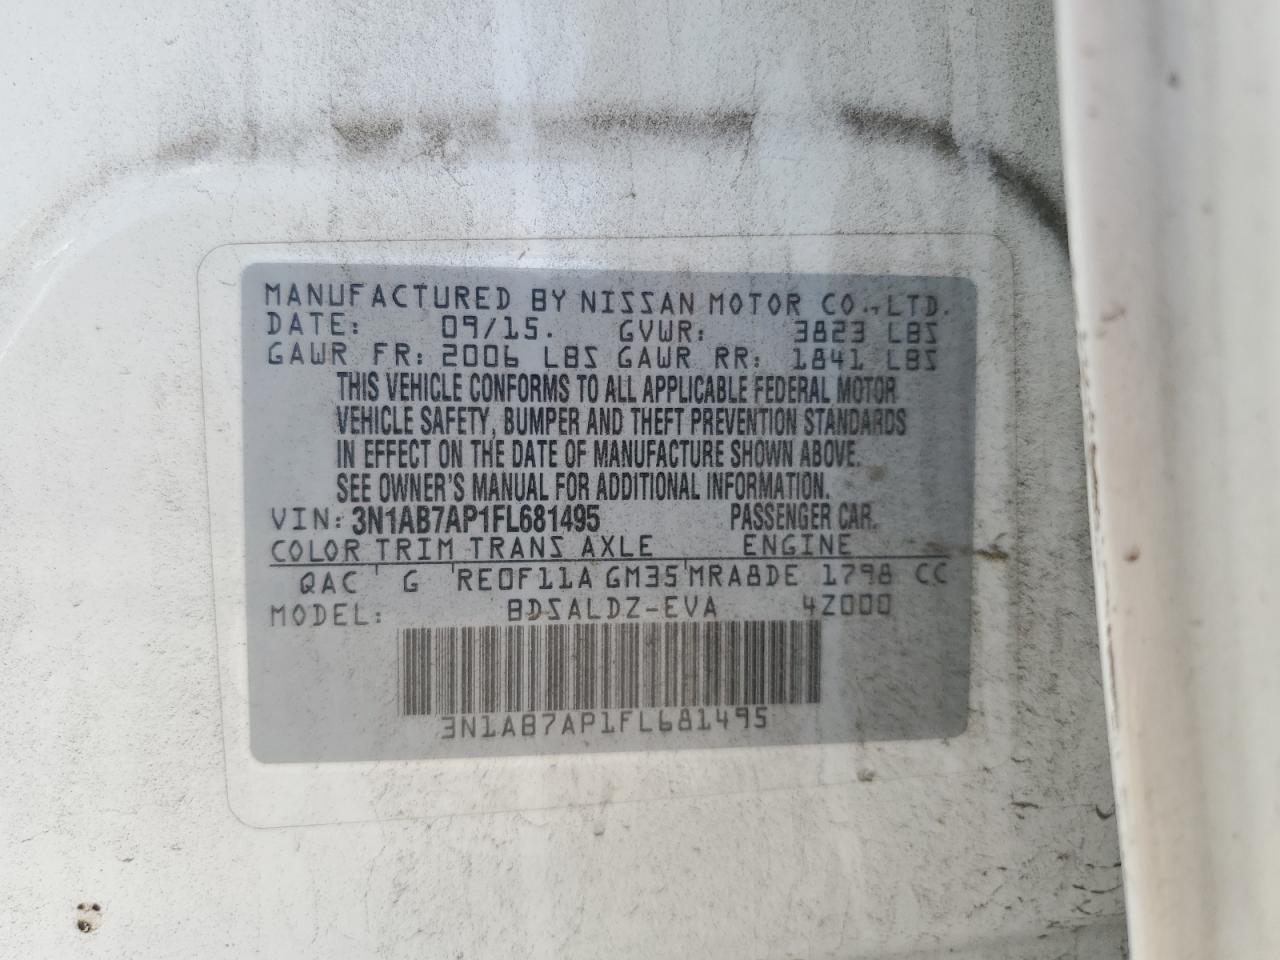 MANUFACTURED BY NISSAN MOTOR CO., LTD.
DATE: 09/15. GVWR: 3823 LBS
GAWR FR: 2006 LBS GAWR RR: 1841 LBS
THIS VEHICLE CONFORMS TO ALL APPLICABLE FEDERAL MOTOR
VEHICLE SAFETY, BUMPER AND THEFT PREVENTION STANDARDS
IN EFFECT ON THE DATE OF MANUFACTURE SHOWN ABOVE.
SEE OWNER'S MANUAL FOR ADDITIONAL INFORMATION.
VIN: 3N1AB7AP1FL681495 PASSENGER CAR.
COLOR TRIM TRANS AXLE ENGINE
QAC G RE0F11A GM35 MRA8DE 1798 CC
MODEL: BDSALDZ-EVA 4Z000
3N1AB7AP1FL681495